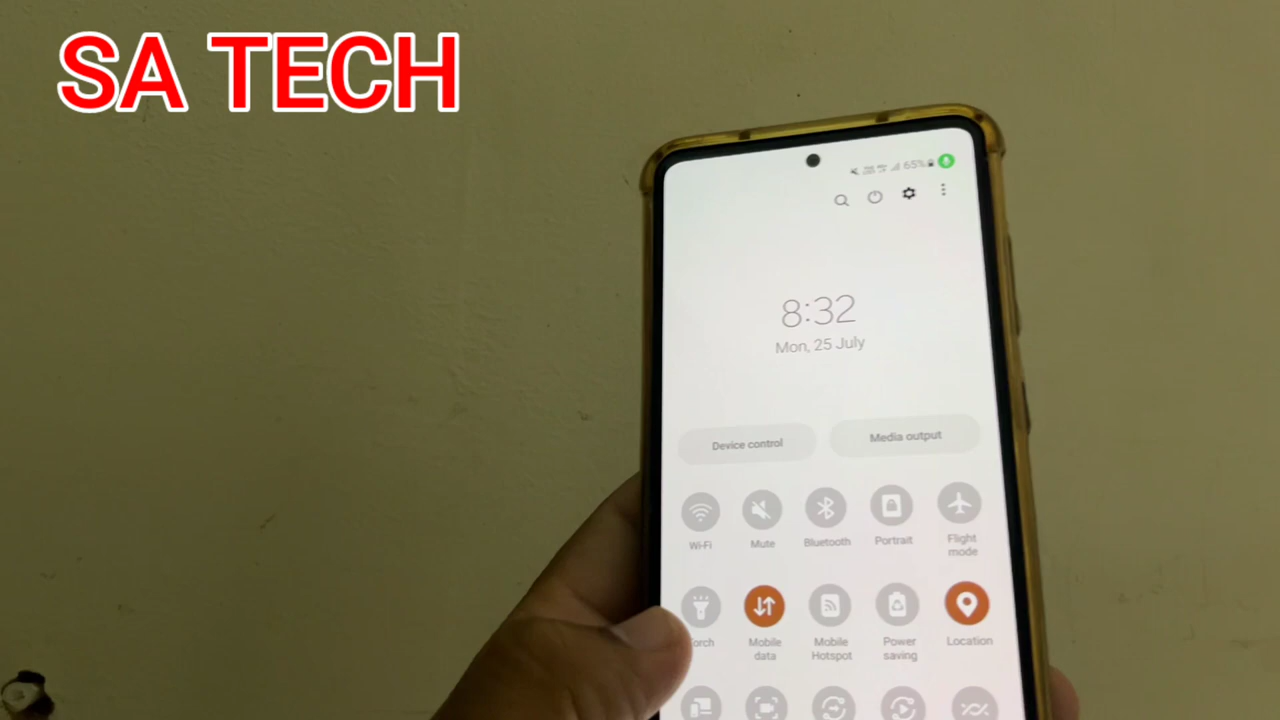 SA TECH
65%
8:32
Mon, 25 July
Device control
Media output
Wi-Fi
Mute
Bluetooth
Portrait
Flight
mode
orch
Mobile
data
Mobile
Hotspot
Power
saving
Location